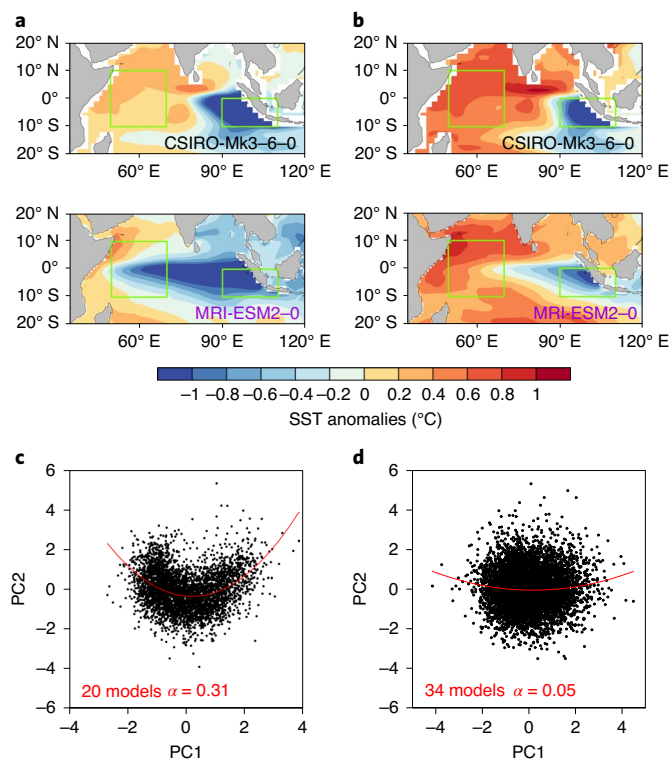 a
b
20° N
10° N
0°
10° S
20° S
CSIRO-Mk3–6–0
60° E
90° E
120° E
20° N
10° N
0°
10° S
20° S
CSIRO-Mk3–6–0
60° E
90° E
120° E
20° N
10° N
0°
10° S
20° S
MRI-ESM2–0
60° E
90° E
120° E
20° N
10° N
0°
10° S
20° S
MRI-ESM2–0
60° E
90° E
120° E
–1 –0.8 –0.6 –0.4 –0.2 0 0.2 0.4 0.6 0.8 1
SST anomalies (°C)
c
6
4
2
0
–2
–4
–6
PC2
20 models α = 0.31
–4 –2 0 2 4
PC1
d
6
4
2
0
–2
–4
–6
PC2
34 models α = 0.05
–4 –2 0 2 4
PC1